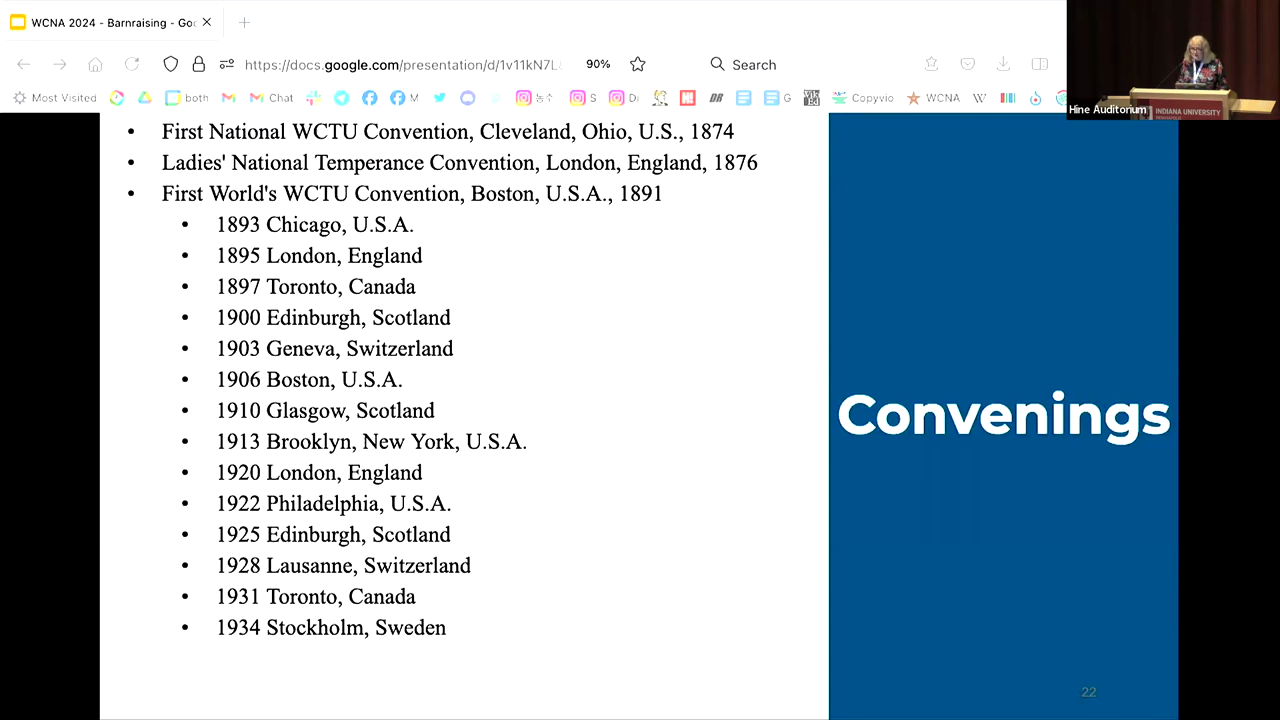 WCNA 2024 - Barnraising - Goo
https://docs.google.com/presentation/d/1v11kN7L
90%
Search
Most Visited
both
Chat
M
S
D
G
Copyvio
WCNA
Hine Auditorium
INDIANA UNIVERSITY
• First National WCTU Convention, Cleveland, Ohio, U.S., 1874
• Ladies' National Temperance Convention, London, England, 1876
• First World's WCTU Convention, Boston, U.S.A., 1891
• 1893 Chicago, U.S.A.
• 1895 London, England
• 1897 Toronto, Canada
• 1900 Edinburgh, Scotland
• 1903 Geneva, Switzerland
• 1906 Boston, U.S.A.
• 1910 Glasgow, Scotland
• 1913 Brooklyn, New York, U.S.A.
• 1920 London, England
• 1922 Philadelphia, U.S.A.
• 1925 Edinburgh, Scotland
• 1928 Lausanne, Switzerland
• 1931 Toronto, Canada
• 1934 Stockholm, Sweden
Convenings
22